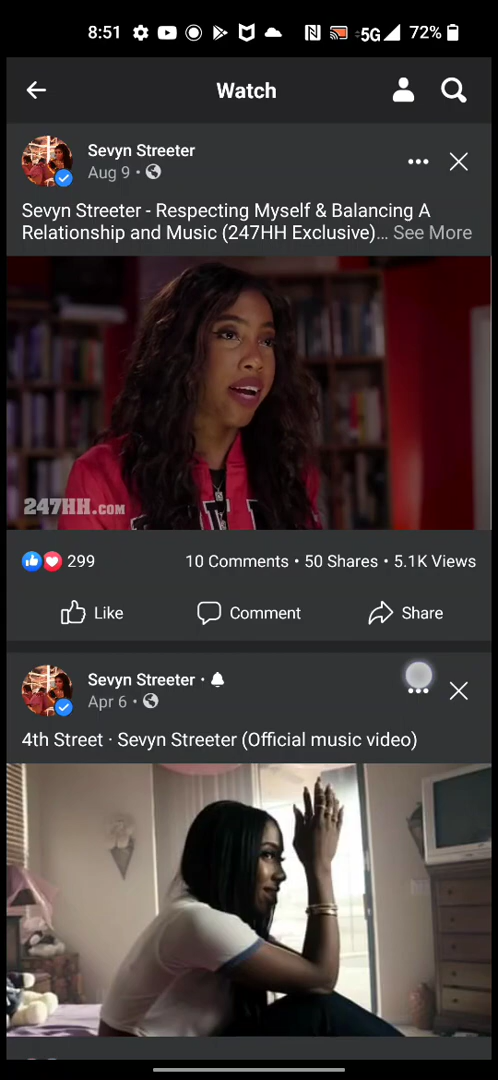 8:51 5G 72%
Watch
Sevyn Streeter
Aug 9 •
Sevyn Streeter - Respecting Myself & Balancing A
Relationship and Music (247HH Exclusive)... See More
247HH.COM
299 10 Comments • 50 Shares • 5.1K Views
Like Comment Share
Sevyn Streeter •
Apr 6 •
4th Street · Sevyn Streeter (Official music video)